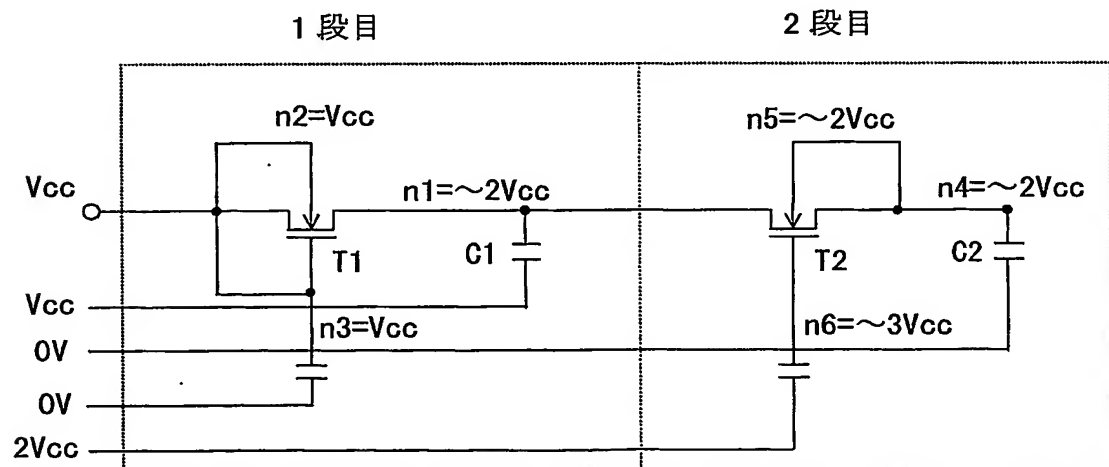 1 段目
2 段目
n2=Vcc
n5=～2Vcc
Vcc
n1=～2Vcc
n4=～2Vcc
T1
C1
T2
C2
Vcc
n3=Vcc
n6=～3Vcc
0V
0V
2Vcc